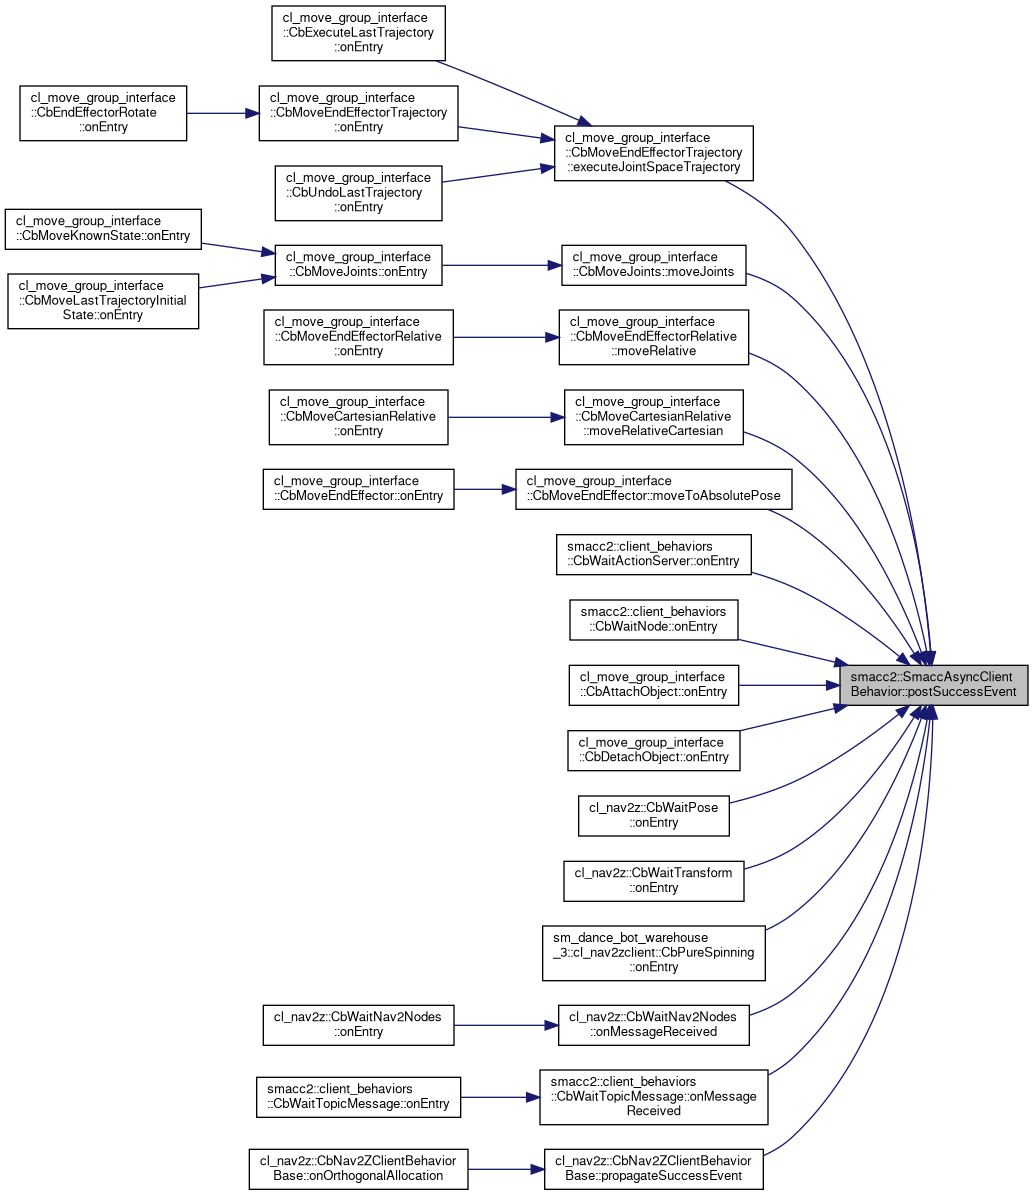 cl_move_group_interface
::CbExecuteLastTrajectory
::onEntry
cl_move_group_interface
::CbEndEffectorRotate
::onEntry
cl_move_group_interface
::CbMoveEndEffectorTrajectory
::onEntry
cl_move_group_interface
::CbMoveEndEffectorTrajectory
::executeJointSpaceTrajectory
cl_move_group_interface
::CbUndoLastTrajectory
::onEntry
cl_move_group_interface
::CbMoveKnownState::onEntry
cl_move_group_interface
::CbMoveJoints::onEntry
cl_move_group_interface
::CbMoveJoints::moveJoints
cl_move_group_interface
::CbMoveLastTrajectoryInitial
State::onEntry
cl_move_group_interface
::CbMoveEndEffectorRelative
::onEntry
cl_move_group_interface
::CbMoveEndEffectorRelative
::moveRelative
cl_move_group_interface
::CbMoveCartesianRelative
::onEntry
cl_move_group_interface
::CbMoveCartesianRelative
::moveRelativeCartesian
cl_move_group_interface
::CbMoveEndEffector::onEntry
cl_move_group_interface
::CbMoveEndEffector::moveToAbsolutePose
smacc2::client_behaviors
::CbWaitActionServer::onEntry
smacc2::client_behaviors
::CbWaitNode::onEntry
cl_move_group_interface
::CbAttachObject::onEntry
smacc2::SmaccAsyncClient
Behavior::postSuccessEvent
cl_move_group_interface
::CbDetachObject::onEntry
cl_nav2z::CbWaitPose
::onEntry
cl_nav2z::CbWaitTransform
::onEntry
sm_dance_bot_warehouse
_3::cl_nav2zclient::CbPureSpinning
::onEntry
cl_nav2z::CbWaitNav2Nodes
::onEntry
cl_nav2z::CbWaitNav2Nodes
::onMessageReceived
smacc2::client_behaviors
::CbWaitTopicMessage::onEntry
smacc2::client_behaviors
::CbWaitTopicMessage::onMessage
Received
cl_nav2z::CbNav2ZClientBehavior
Base::onOrthogonalAllocation
cl_nav2z::CbNav2ZClientBehavior
Base::propagateSuccessEvent